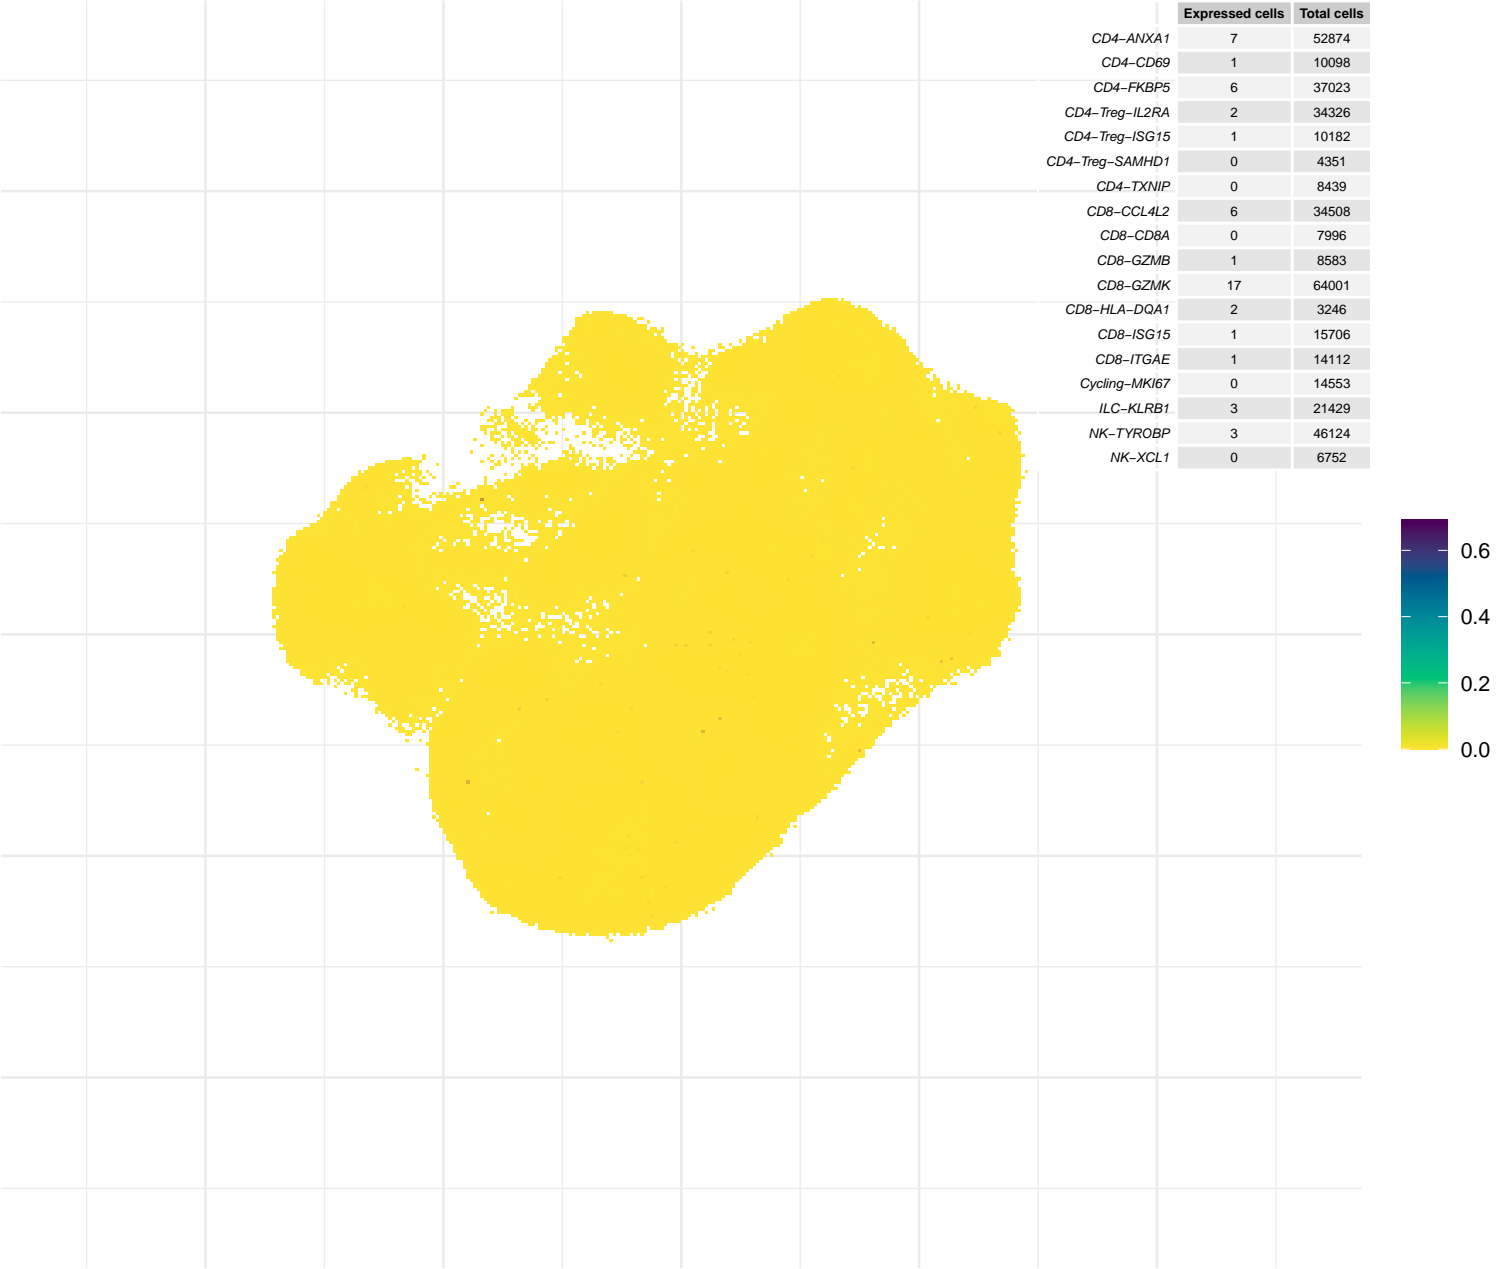 Expressed cells Total cells
CD4−ANXA1 7 52874
CD4−CD69 1 10098
CD4−FKBP5 6 37023
CD4−Treg−IL2RA 2 34326
CD4−Treg−ISG15 1 10182
CD4−Treg−SAMHD1 0 4351
CD4−TXNIP 0 8439
CD8−CCL4L2 6 34508
CD8−CD8A 0 7996
CD8−GZMB 1 8583
CD8−GZMK 17 64001
CD8−HLA−DQA1 2 3246
CD8−ISG15 1 15706
CD8−ITGAE 1 14112
Cycling−MKI67 0 14553
ILC−KLRB1 3 21429
NK−TYROBP 3 46124
NK−XCL1 0 6752
0.6
0.4
0.2
0.0